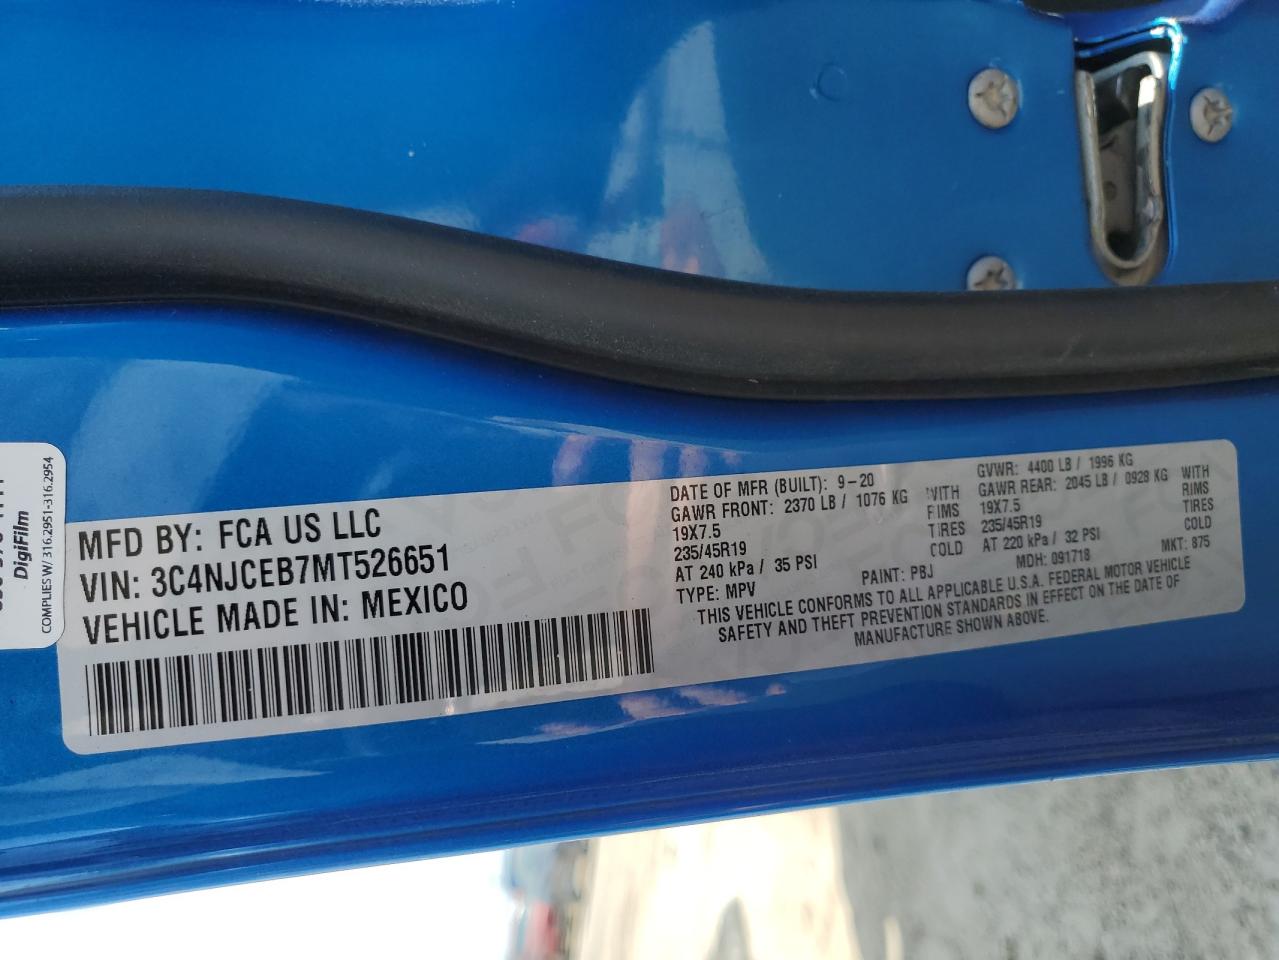 DigiFilm
COMPLIES W/ 316.2951-316.2954
MFD BY: FCA US LLC
VIN: 3C4NJCEB7MT526651
VEHICLE MADE IN: MEXICO
DATE OF MFR (BUILT): 9-20
GAWR FRONT: 2370 LB / 1076 KG WITH
19X7.5 RIMS
235/45R19 TIRES
AT 240 kPa / 35 PSI COLD
TYPE: MPV
GVWR: 4400 LB / 1996 KG
GAWR REAR: 2045 LB / 0928 KG WITH
19X7.5 RIMS
235/45R19 TIRES
AT 220 kPa / 32 PSI COLD
PAINT: PBJ MDH: 091718 MKT: 875
THIS VEHICLE CONFORMS TO ALL APPLICABLE U.S.A. FEDERAL MOTOR VEHICLE
SAFETY AND THEFT PREVENTION STANDARDS IN EFFECT ON THE DATE OF
MANUFACTURE SHOWN ABOVE.